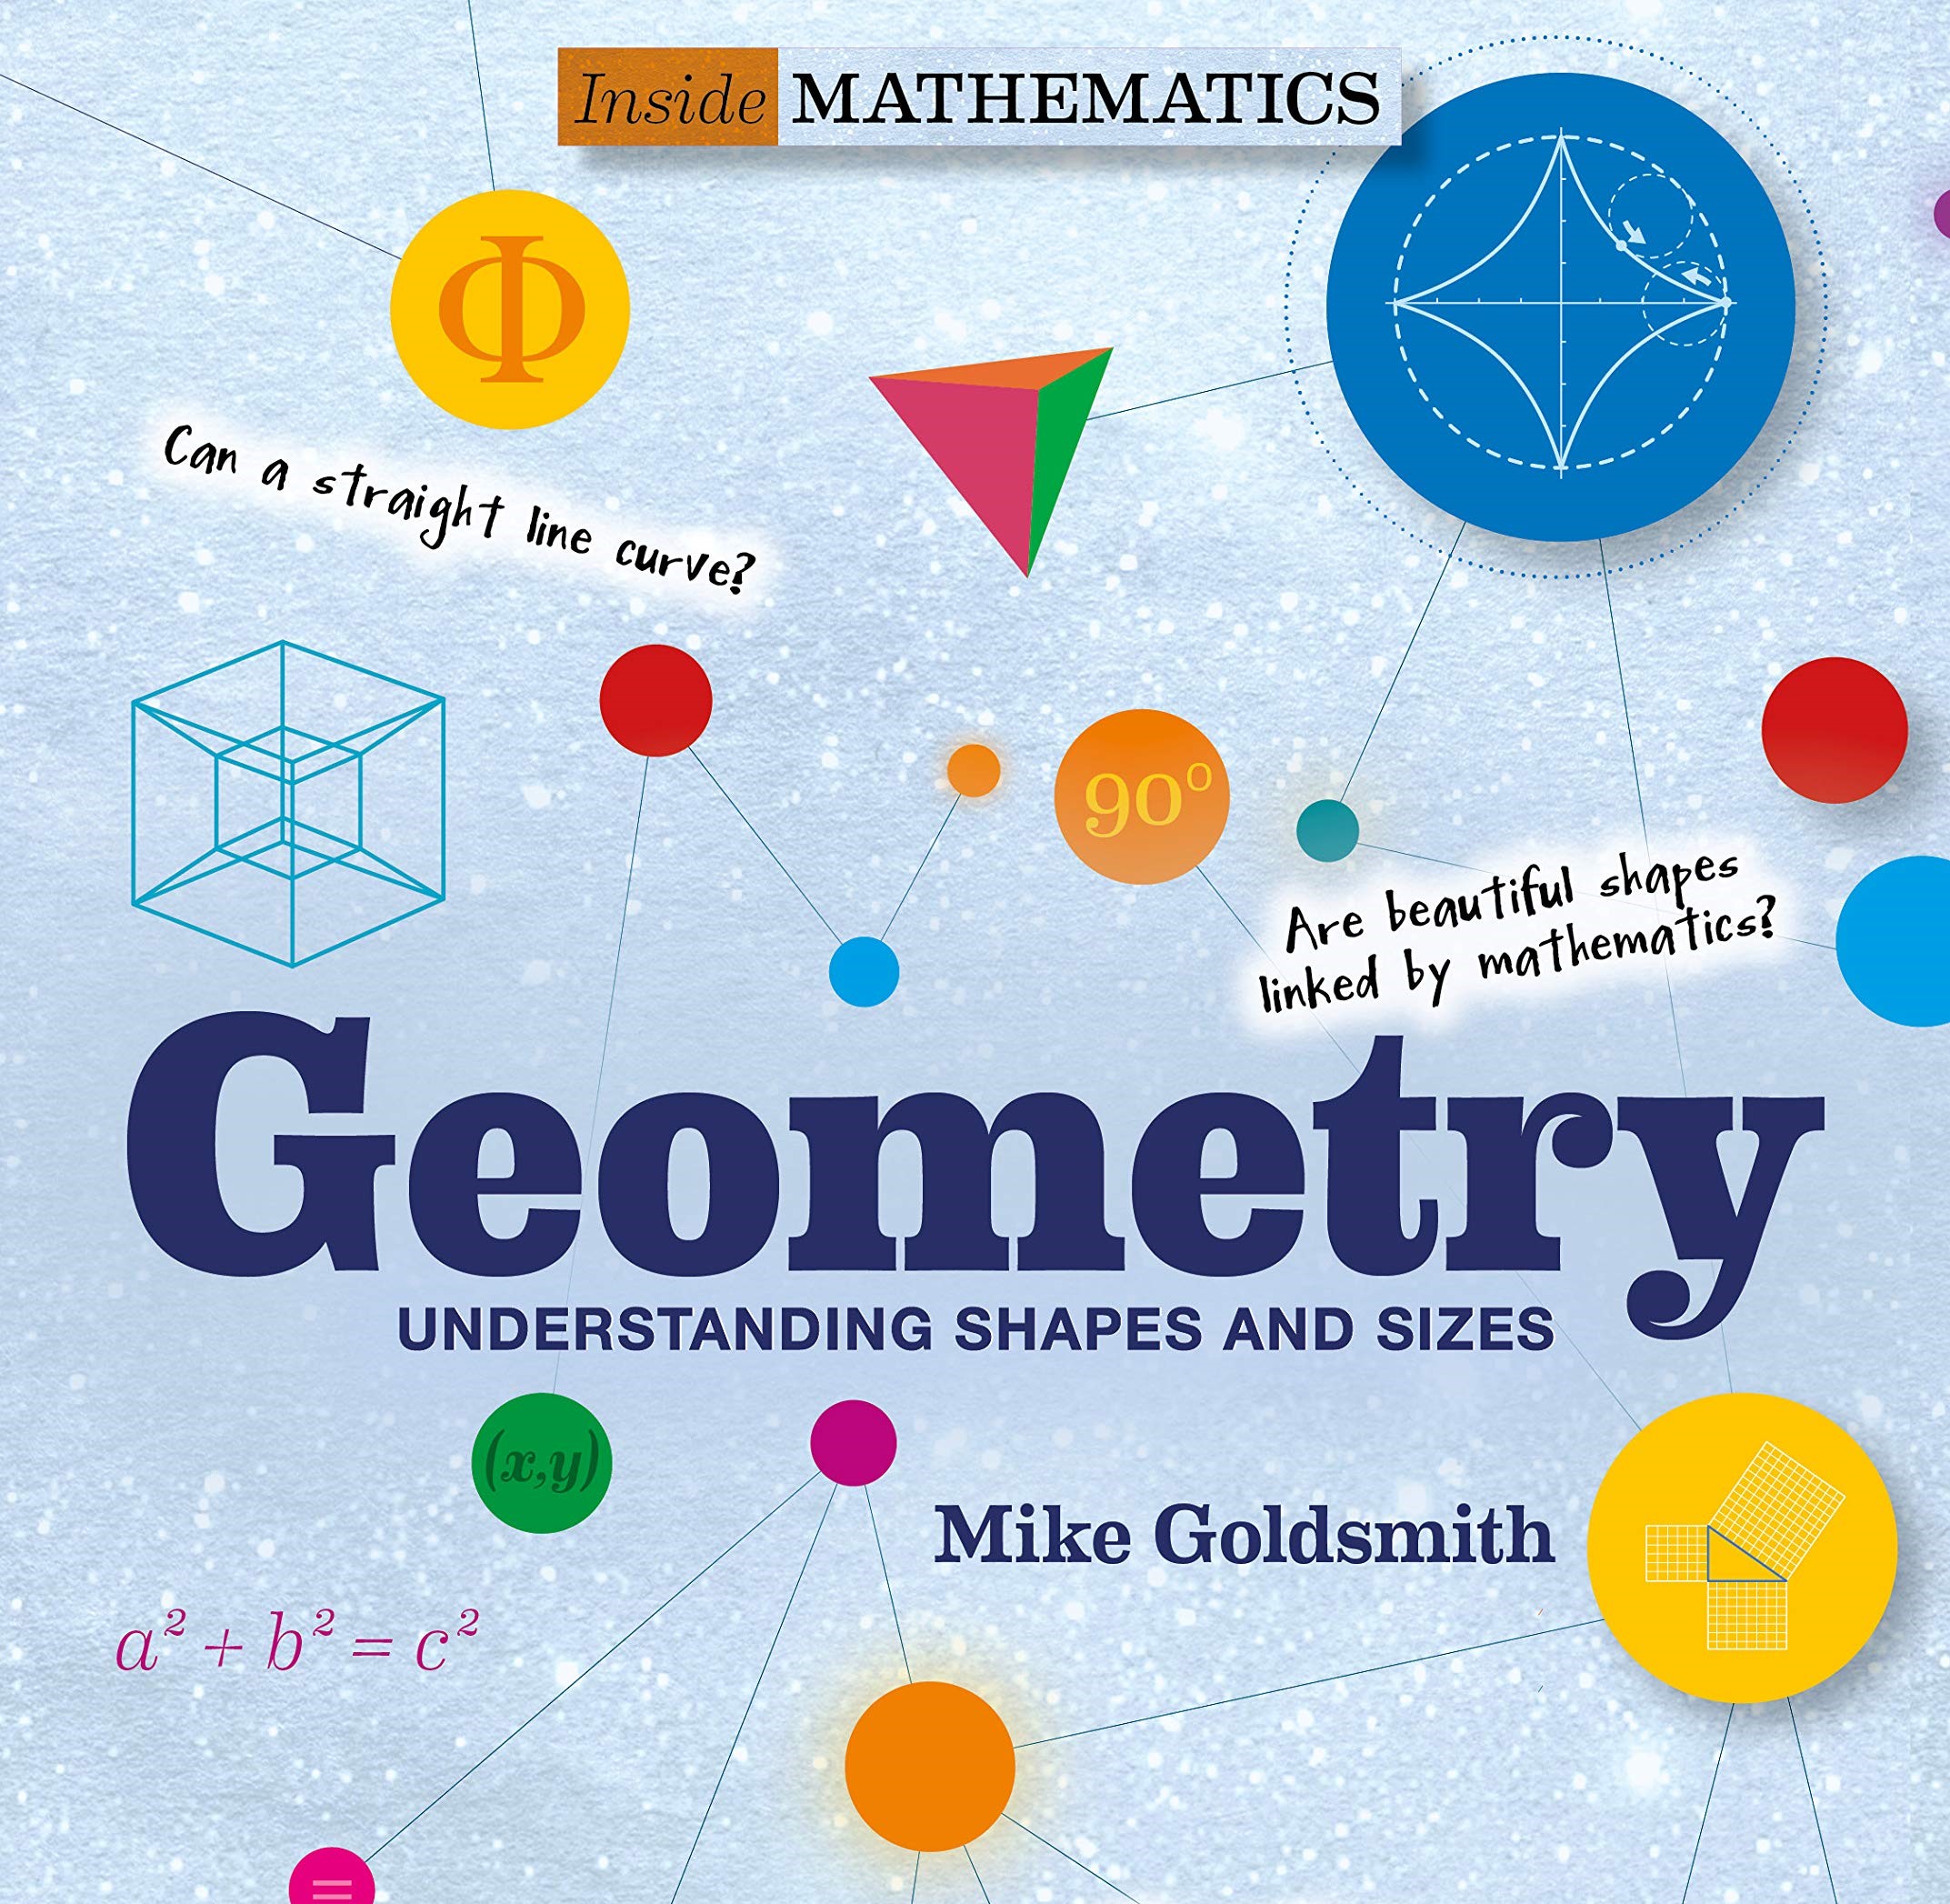 Inside MATHEMATICS
Φ
Can a straight line curve?
90º
Are beautiful shapes
linked by mathematics?
Geometry
UNDERSTANDING SHAPES AND SIZES
(x,y)
Mike Goldsmith
a² + b² = c²
=